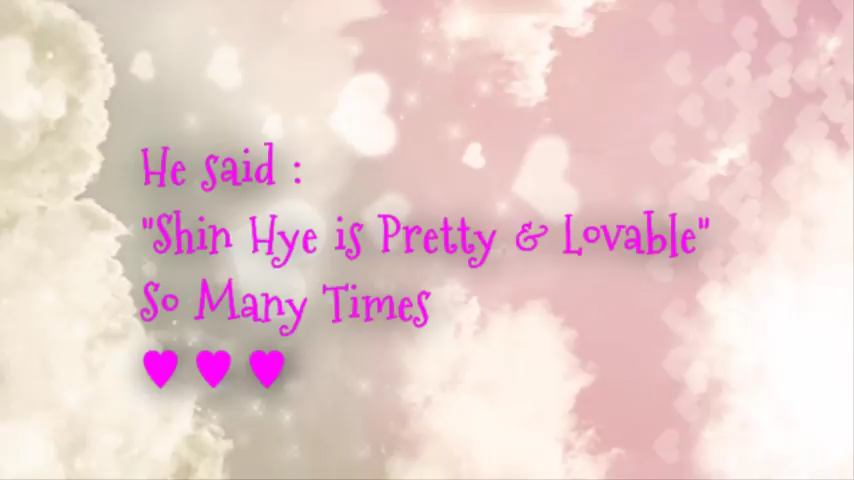 He said :
"Shin Hye is Pretty & Lovable"
So Many Times
♥ ♥ ♥